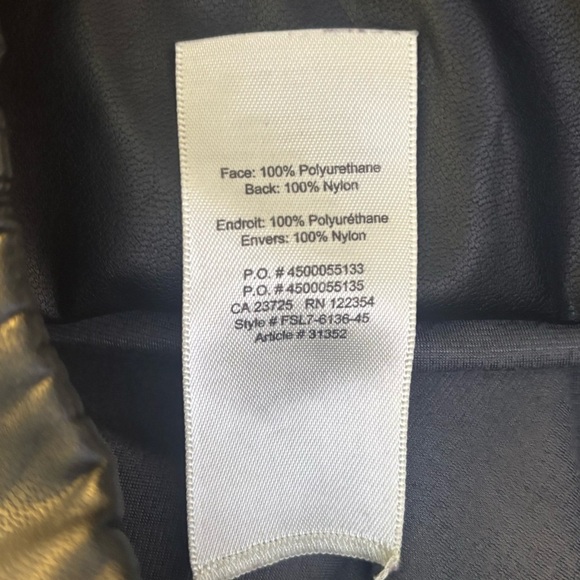 Face: 100% Polyurethane
Back: 100% Nylon
Endroit: 100% Polyuréthane
Envers: 100% Nylon
P.O. # 4500055133
P.O. # 4500055135
CA 23725 RN 122354
Style # FSL7-6136-45
Article # 31352